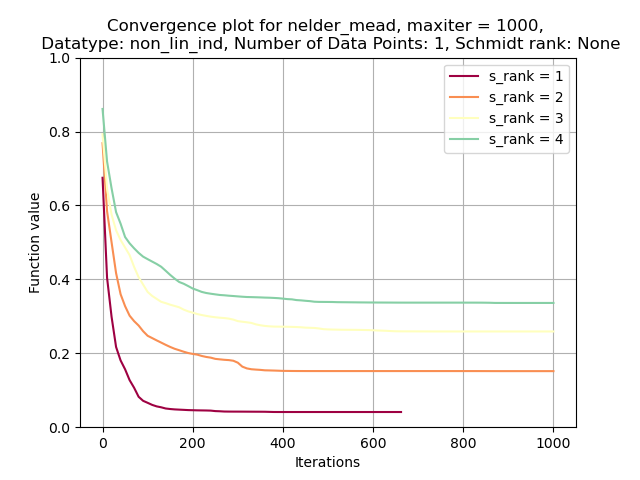 Convergence plot for nelder_mead, maxiter = 1000,
Datatype: non_lin_ind, Number of Data Points: 1, Schmidt rank: None
1.0
0.8
0.6
0.4
0.2
0.0
Function value
s_rank = 1
s_rank = 2
s_rank = 3
s_rank = 4
0 200 400 600 800 1000
Iterations